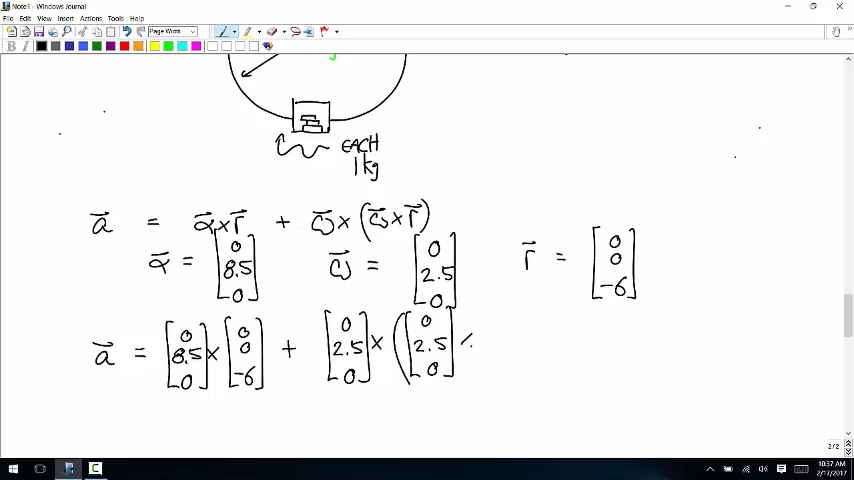 Note1 - Windows Journal
File Edit View Insert Actions Tools Help
Page Width
B I
EACH
1kg
a⃗ = α⃗ x r⃗ + ω⃗ x (ω⃗ x r⃗)
α⃗ = [0 8.5 0] ω⃗ = [0 2.5 0] r⃗ = [0 0 -6]
a⃗ = [0 8.5 0] x [0 0 -6] + [0 2.5 0] x ([0 2.5 0]
2/2
10:37 AM
2/17/2017